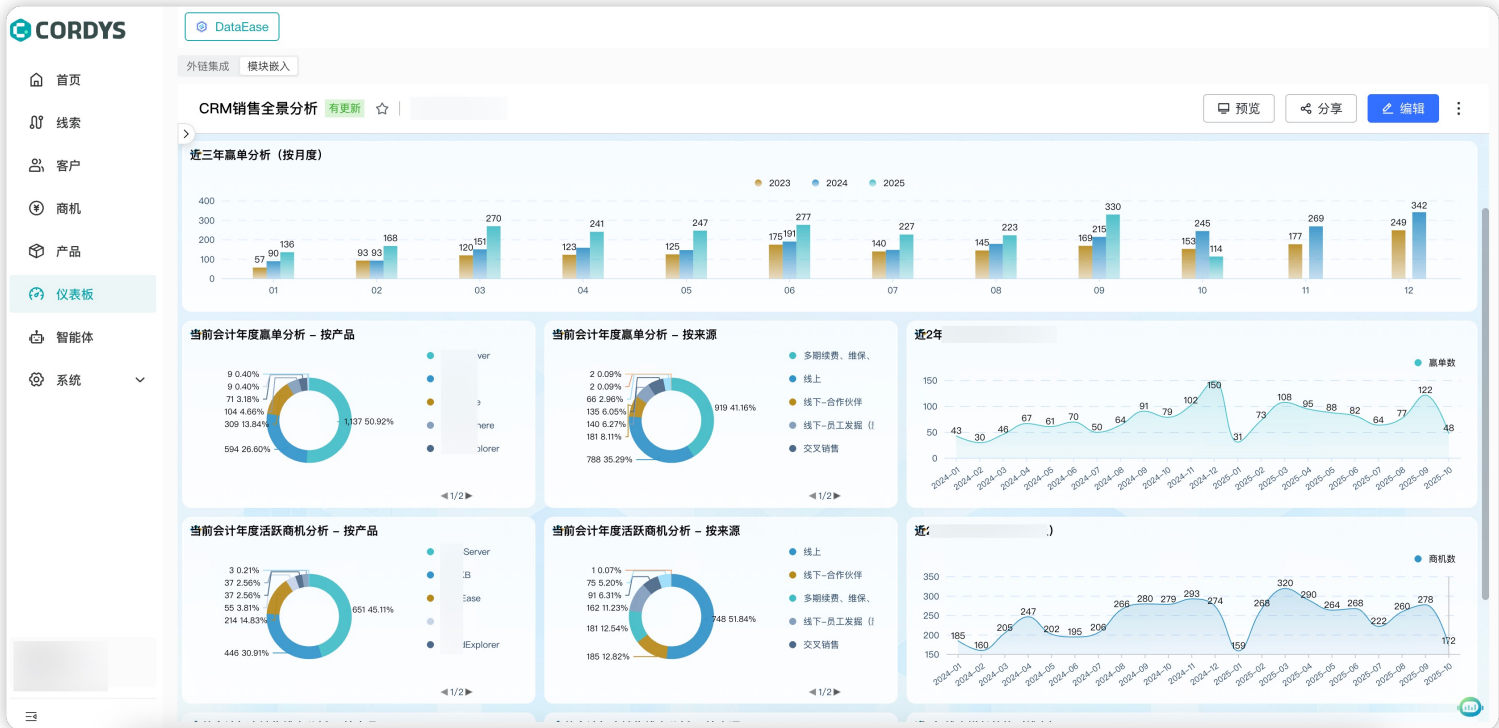 CORDYS
首页
线索
客户
商机
产品
仪表板
智能体
系统
DataEase
外链集成 模块嵌入
CRM销售全景分析 有更新
预览 分享 编辑
近三年赢单分析（按月度）
2023 2024 2025
400
300
200
100
0
57 90 136
93 93 168
120 151 270
123 241
125 247
175 191 277
140 227
145 223
169 215 330
153 245 114
177 269
249 342
01 02 03 04 05 06 07 08 09 10 11 12
当前会计年度赢单分析 – 按产品
9 0.40%
9 0.40%
71 3.18%
104 4.66%
309 13.84%
594 26.60%
1,137 50.92%
ver
e
here
plorer
1/2
当前会计年度赢单分析 – 按来源
2 0.09%
2 0.09%
66 2.96%
135 6.05%
140 6.27%
181 8.11%
788 35.29%
919 41.16%
多期续费、维保、
线上
线下–合作伙伴
线下–员工发掘（
交叉销售
1/2
近2年
赢单数
150
100
50
0
43 30 46 67 61 70 50 64 91 79 102 150 31 73 108 95 88 82 64 77 122 48
2024–01 2024–02 2024–03 2024–04 2024–05 2024–06 2024–07 2024–08 2024–09 2024–10 2024–11 2024–12 2025–01 2025–02 2025–03 2025–04 2025–05 2025–06 2025–07 2025–08 2025–09 2025–10
当前会计年度活跃商机分析 – 按产品
3 0.21%
37 2.56%
37 2.56%
55 3.81%
214 14.83%
446 30.91%
651 45.11%
Server
KB
Ease
dExplorer
1/2
当前会计年度活跃商机分析 – 按来源
1 0.07%
75 5.20%
91 6.31%
162 11.23%
181 12.54%
185 12.82%
748 51.84%
线上
线下–合作伙伴
多期续费、维保、
线下–员工发掘（
交叉销售
1/2
近2
)
商机数
350
300
250
200
150
185 160 205 247 202 195 206 266 280 279 293 274 159 268 320 290 264 268 222 260 278 172
2024–01 2024–02 2024–03 2024–04 2024–05 2024–06 2024–07 2024–08 2024–09 2024–10 2024–11 2024–12 2025–01 2025–02 2025–03 2025–04 2025–05 2025–06 2025–07 2025–08 2025–09 2025–10